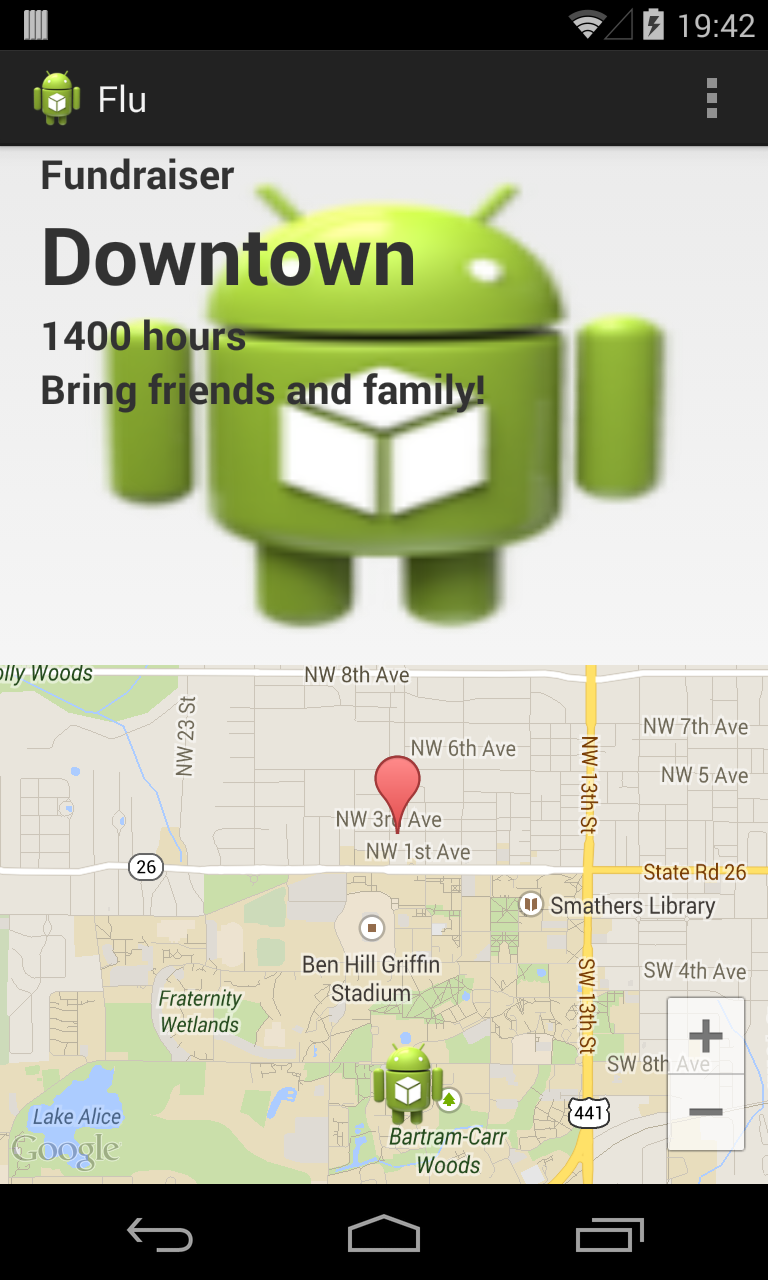 19:42
Flu
Fundraiser
Downtown
1400 hours
Bring friends and family!
olly Woods
NW 8th Ave
NW 23 St
NW 7th Ave
NW 6th Ave
NW 13th St
NW 5 Ave
NW 3rd Ave
NW 1st Ave
26
State Rd 26
Smathers Library
Ben Hill Griffin
Stadium
SW 13th St
SW 4th Ave
Fraternity
Wetlands
SW 8th Ave
Lake Alice
441
Google
Bartram-Carr
Woods